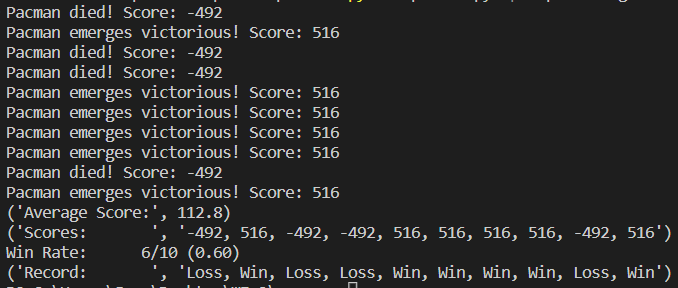 Pacman died! Score: -492
Pacman emerges victorious! Score: 516
Pacman died! Score: -492
Pacman died! Score: -492
Pacman emerges victorious! Score: 516
Pacman emerges victorious! Score: 516
Pacman emerges victorious! Score: 516
Pacman emerges victorious! Score: 516
Pacman died! Score: -492
Pacman emerges victorious! Score: 516
('Average Score:', 112.8)
('Scores:       ', '-492, 516, -492, -492, 516, 516, 516, 516, -492, 516')
Win Rate:      6/10 (0.60)
('Record:       ', 'Loss, Win, Loss, Loss, Win, Win, Win, Win, Loss, Win')